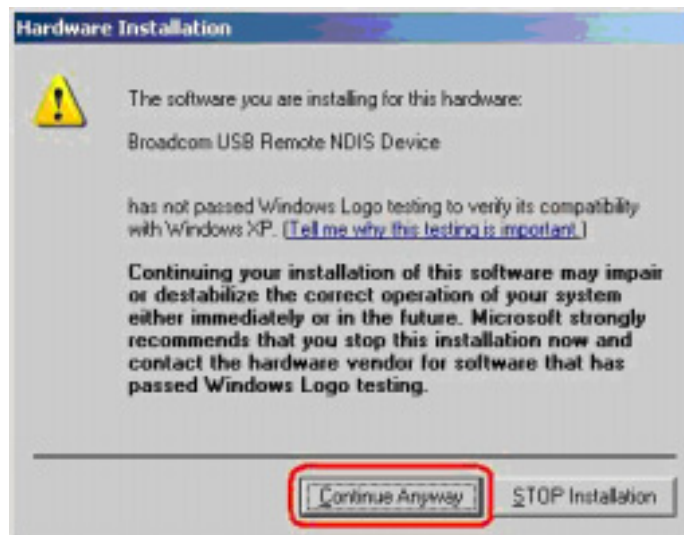 Hardware Installation
The software you are installing for this hardware:
Broadcom USB Remote NDIS Device
has not passed Windows Logo testing to verify its compatibility
with Windows XP. (Tell me why this testing is important.)
Continuing your installation of this software may impair
or destabilize the correct operation of your system
either immediately or in the future. Microsoft strongly
recommends that you stop this installation now and
contact the hardware vendor for software that has
passed Windows Logo testing.
Continue Anyway
STOP Installation